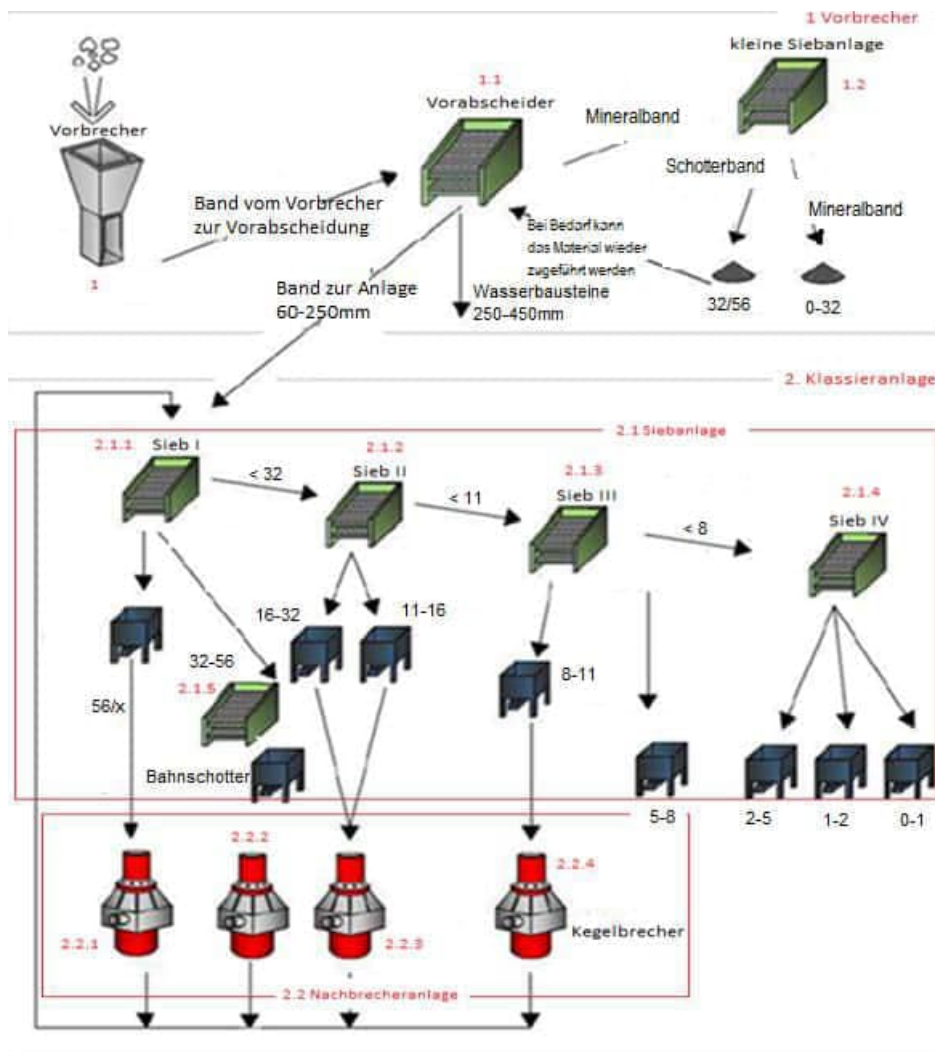 1 Vorbrecher
kleine Siebanlage
1.2
1.1
Vorabscheider
Mineralband
Vorbrecher
Schotterband
Band vom Vorbrecher
zur Vorabscheidung
Mineralband
Bei Bedarf kann
das Material wieder
zugeführt werden
1
Band zur Anlage
60-250mm
Wasserbausteine
250-450mm
32/56
0-32
2. Klassieranlage
2.1 Siebanlage
2.1.1
Sieb I
2.1.2
Sieb II
2.1.3
Sieb III
2.1.4
Sieb IV
< 32
< 11
< 8
16-32
11-16
32-56
8-11
2.1.5
56/x
Bahnschotter
5-8
2-5
1-2
0-1
2.2.2
2.2.4
2.2.1
2.2.3
Kegelbrecher
2.2 Nachbrecheranlage